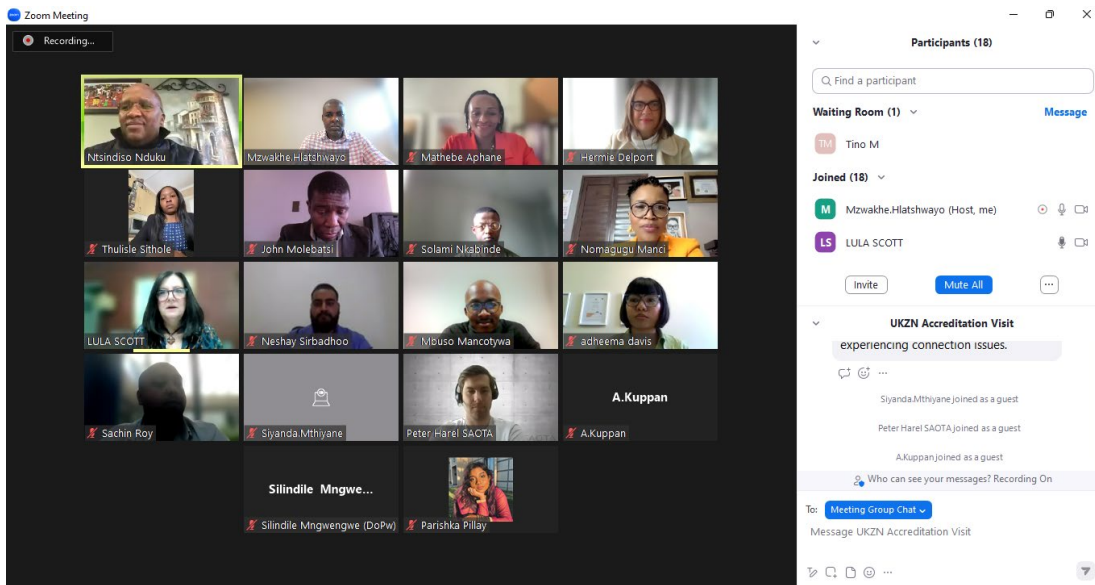 Zoom Meeting
Recording...
Ntsindiso Nduku
Mzwakhe.Hlatshwayo
Mathebe Aphane
Hermie Delport
Thulisle Sithole
John Molebatsi
Solami Nkabinde
Nomagugu Manci
LULA SCOTT
Neshay Sirbadhoo
Mbuso Mancotywa
adheema davis
Sachin Roy
Siyanda.Mthiyane
Peter Harel SAOTA
A.Kuppan
A.Kuppan
Silindile Mngwe...
Silindile Mngwengwe (DoPw)
Parishka Pillay
Participants (18)
Find a participant
Waiting Room (1)
Message
TM
Tino M
Joined (18)
M
Mzwakhe.Hlatshwayo (Host, me)
LS
LULA SCOTT
Invite
Mute All
UKZN Accreditation Visit
experiencing connection issues.
Siyanda.Mthiyane joined as a guest
Peter Harel SAOTA joined as a guest
A.Kuppan joined as a guest
Who can see your messages? Recording On
To: Meeting Group Chat
Message UKZN Accreditation Visit